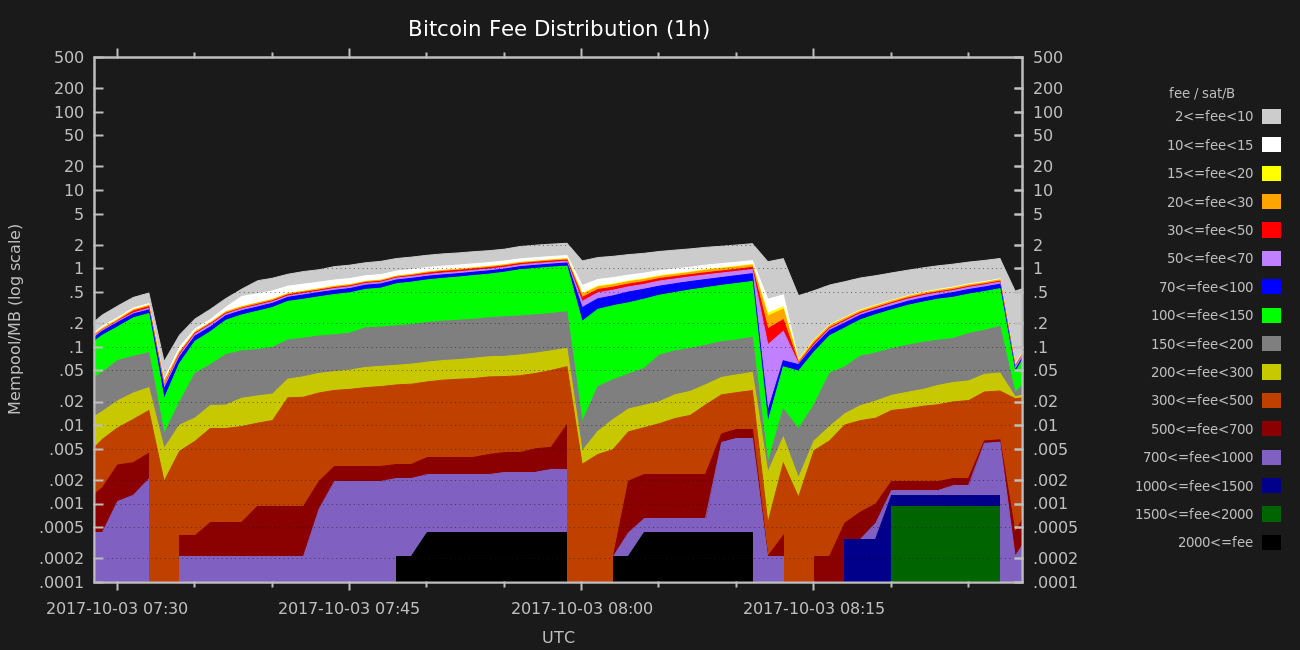 Bitcoin Fee Distribution (1h)
Mempool/MB (log scale)
500
200
100
50
20
10
5
2
1
.5
.2
.1
.05
.02
.01
.005
.002
.001
.0005
.0002
.0001
500
200
100
50
20
10
5
2
1
.5
.2
.1
.05
.02
.01
.005
.002
.001
.0005
.0002
.0001
2017-10-03 07:30 2017-10-03 07:45 2017-10-03 08:00 2017-10-03 08:15
UTC
fee / sat/B
2<=fee<10
10<=fee<15
15<=fee<20
20<=fee<30
30<=fee<50
50<=fee<70
70<=fee<100
100<=fee<150
150<=fee<200
200<=fee<300
300<=fee<500
500<=fee<700
700<=fee<1000
1000<=fee<1500
1500<=fee<2000
2000<=fee